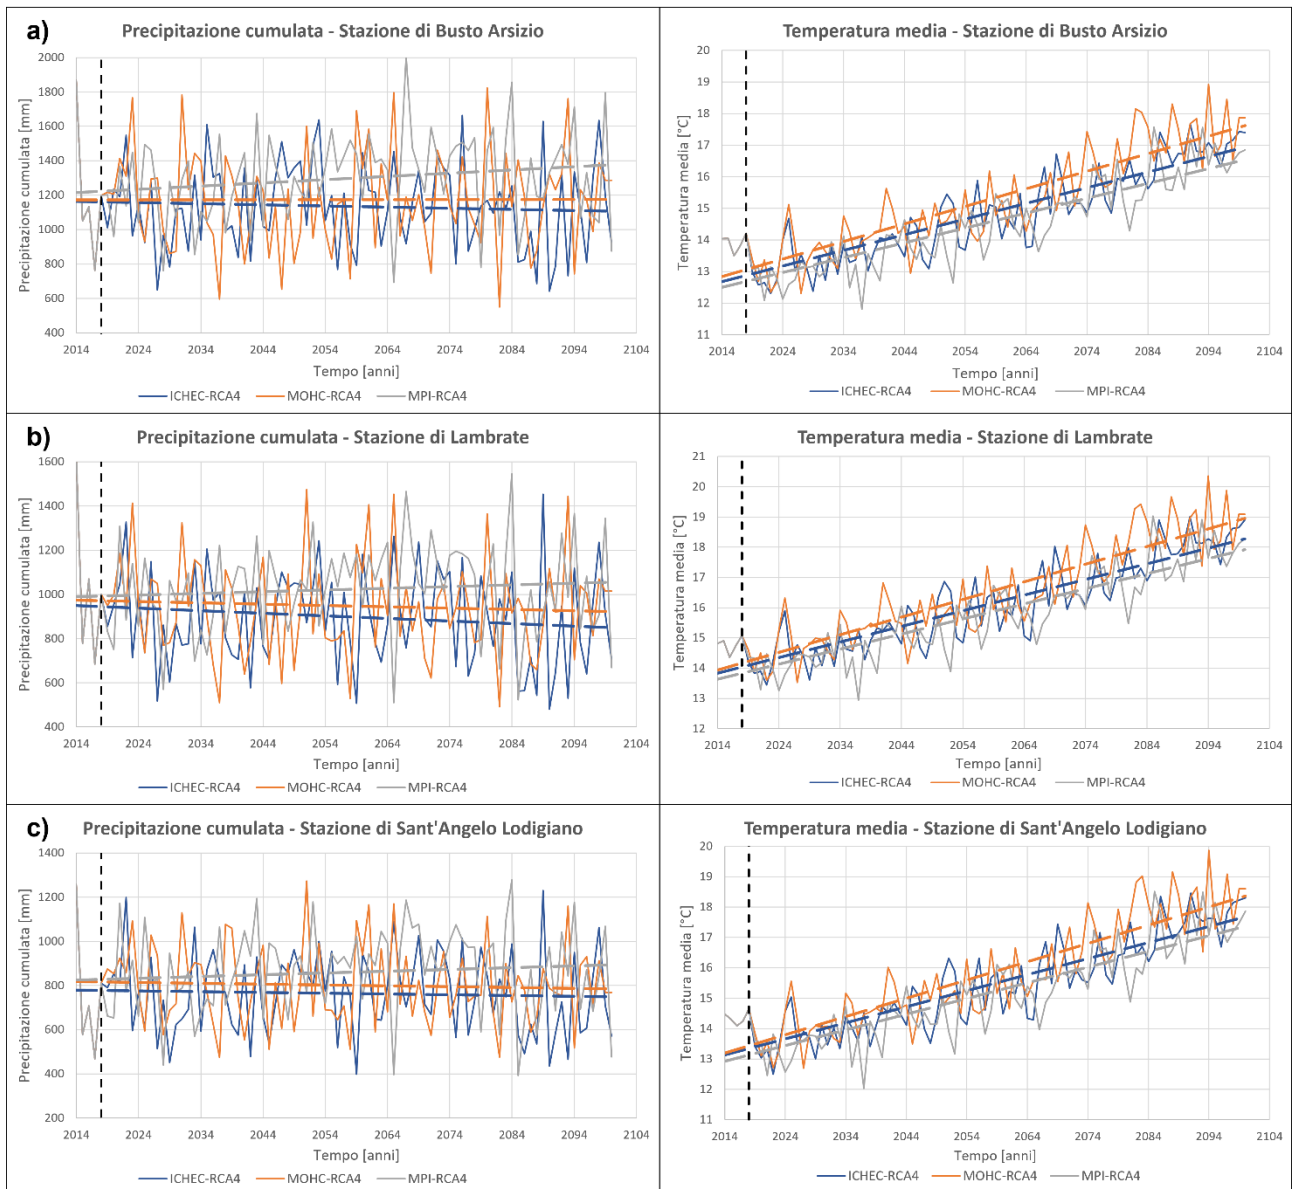 a)
Precipitazione cumulata - Stazione di Busto Arsizio
Precipitazione cumulata [mm]
2000
1800
1600
1400
1200
1000
800
600
400
2014 2024 2034 2044 2054 2064 2074 2084 2094 2104
Tempo [anni]
ICHEC-RCA4 MOHC-RCA4 MPI-RCA4
Temperatura media - Stazione di Busto Arsizio
Temperatura media [°C]
20
19
18
17
16
15
14
13
12
11
2014 2024 2034 2044 2054 2064 2074 2084 2094 2104
Tempo [anni]
ICHEC-RCA4 MOHC-RCA4 MPI-RCA4
b)
Precipitazione cumulata - Stazione di Lambrate
Precipitazione cumulata [mm]
1600
1400
1200
1000
800
600
400
2014 2024 2034 2044 2054 2064 2074 2084 2094 2104
Tempo [anni]
ICHEC-RCA4 MOHC-RCA4 MPI-RCA4
Temperatura media - Stazione di Lambrate
Temperatura media [°C]
21
20
19
18
17
16
15
14
13
12
2014 2024 2034 2044 2054 2064 2074 2084 2094 2104
Tempo [anni]
ICHEC-RCA4 MOHC-RCA4 MPI-RCA4
c)
Precipitazione cumulata - Stazione di Sant'Angelo Lodigiano
Precipitazione cumulata [mm]
1400
1200
1000
800
600
400
200
2014 2024 2034 2044 2054 2064 2074 2084 2094 2104
Tempo [anni]
ICHEC-RCA4 MOHC-RCA4 MPI-RCA4
Temperatura media - Stazione di Sant'Angelo Lodigiano
Temperatura media [°C]
20
19
18
17
16
15
14
13
12
11
2014 2024 2034 2044 2054 2064 2074 2084 2094 2104
Tempo [anni]
ICHEC-RCA4 MOHC-RCA4 MPI-RCA4